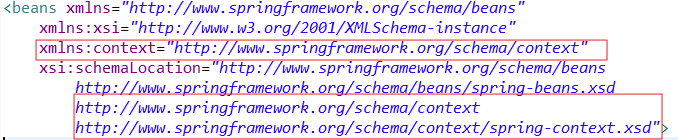 <beans xmlns="http://www.springframework.org/schema/beans"
xmlns:xsi="http://www.w3.org/2001/XMLSchema-instance"
xmlns:context="http://www.springframework.org/schema/context"
xsi:schemaLocation="http://www.springframework.org/schema/beans
http://www.springframework.org/schema/beans/spring-beans.xsd
http://www.springframework.org/schema/context
http://www.springframework.org/schema/context/spring-context.xsd">